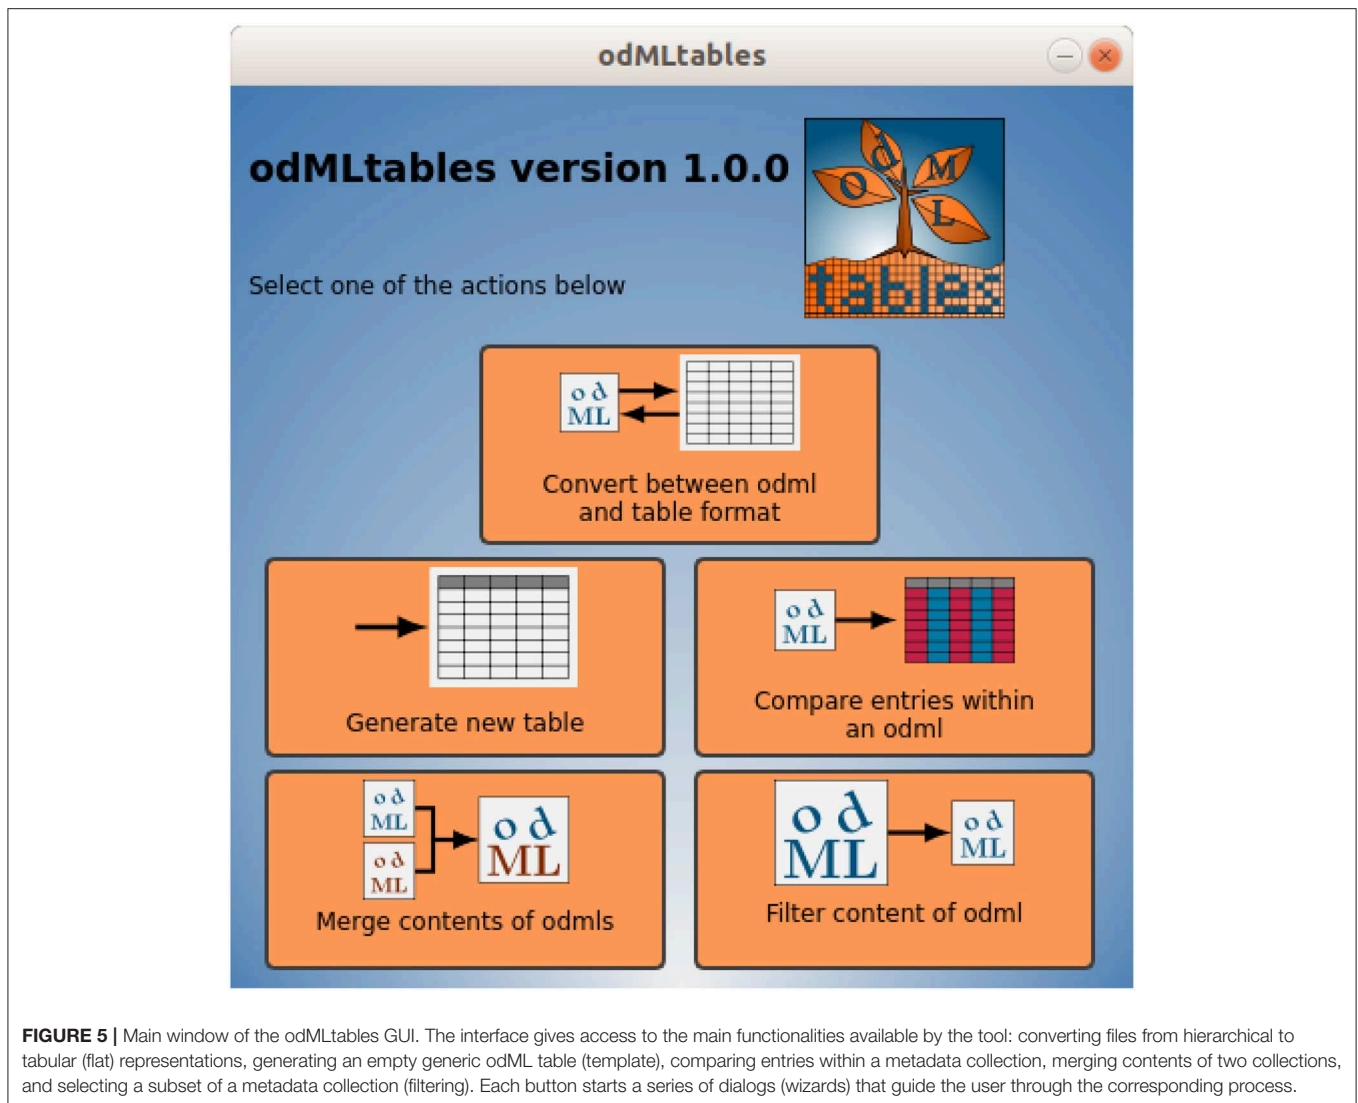 odMLtables
odMLtables version 1.0.0
o d M L
tables
Select one of the actions below
o d
ML
Convert between odml
and table format
Generate new table
o d
ML
Compare entries within
an odml
o d
ML
o d
ML
o d
ML
Merge contents of odmls
o d
ML
o d
ML
Filter content of odml
FIGURE 5 | Main window of the odMLtables GUI. The interface gives access to the main functionalities available by the tool: converting files from hierarchical to
tabular (flat) representations, generating an empty generic odML table (template), comparing entries within a metadata collection, merging contents of two collections,
and selecting a subset of a metadata collection (filtering). Each button starts a series of dialogs (wizards) that guide the user through the corresponding process.